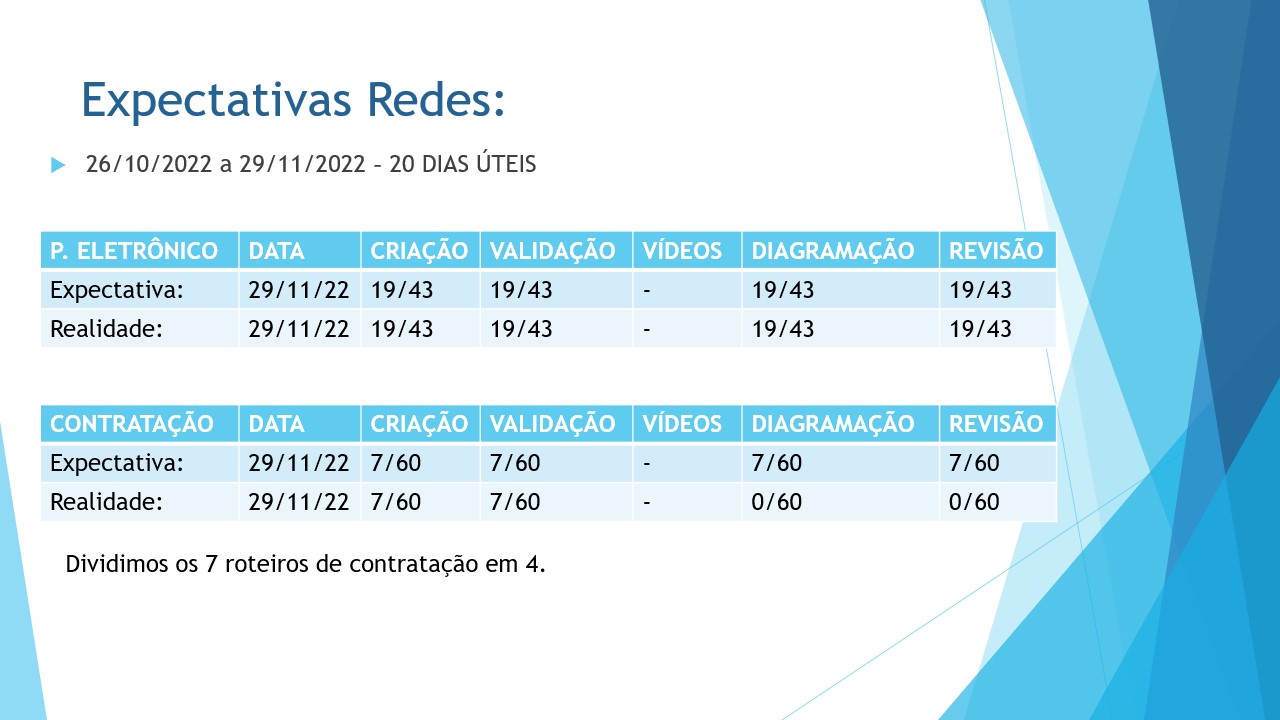 Expectativas Redes:
26/10/2022 a 29/11/2022 – 20 DIAS ÚTEIS
P. ELETRÔNICO DATA CRIAÇÃO VALIDAÇÃO VÍDEOS DIAGRAMAÇÃO REVISÃO
Expectativa: 29/11/22 19/43 19/43 - 19/43 19/43
Realidade: 29/11/22 19/43 19/43 - 19/43 19/43
CONTRATAÇÃO DATA CRIAÇÃO VALIDAÇÃO VÍDEOS DIAGRAMAÇÃO REVISÃO
Expectativa: 29/11/22 7/60 7/60 - 7/60 7/60
Realidade: 29/11/22 7/60 7/60 - 0/60 0/60
Dividimos os 7 roteiros de contratação em 4.